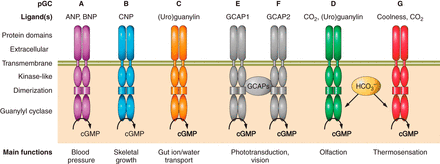 pGC A B C E F D G
Ligand(s) ANP, BNP CNP (Uro)guanylin GCAP1 GCAP2 CO2, (Uro)guanylin Coolness, CO2
Protein domains
Extracellular
Transmembrane
Kinase-like
Dimerization GCAPs HCO3−
Guanylyl cyclase
cGMP cGMP cGMP cGMP cGMP cGMP cGMP
Main functions Blood Skeletal Gut ion/water Phototransduction, Olfaction Thermosensation
pressure growth transport vision